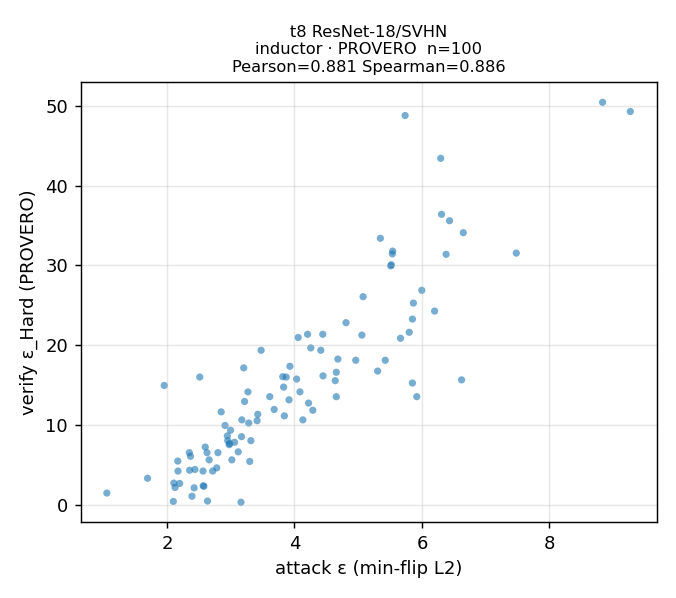 t8 ResNet-18/SVHN
inductor · PROVERO  n=100
Pearson=0.881 Spearman=0.886
verify ε_Hard (PROVERO)
50
40
30
20
10
0
2 4 6 8
attack ε (min-flip L2)